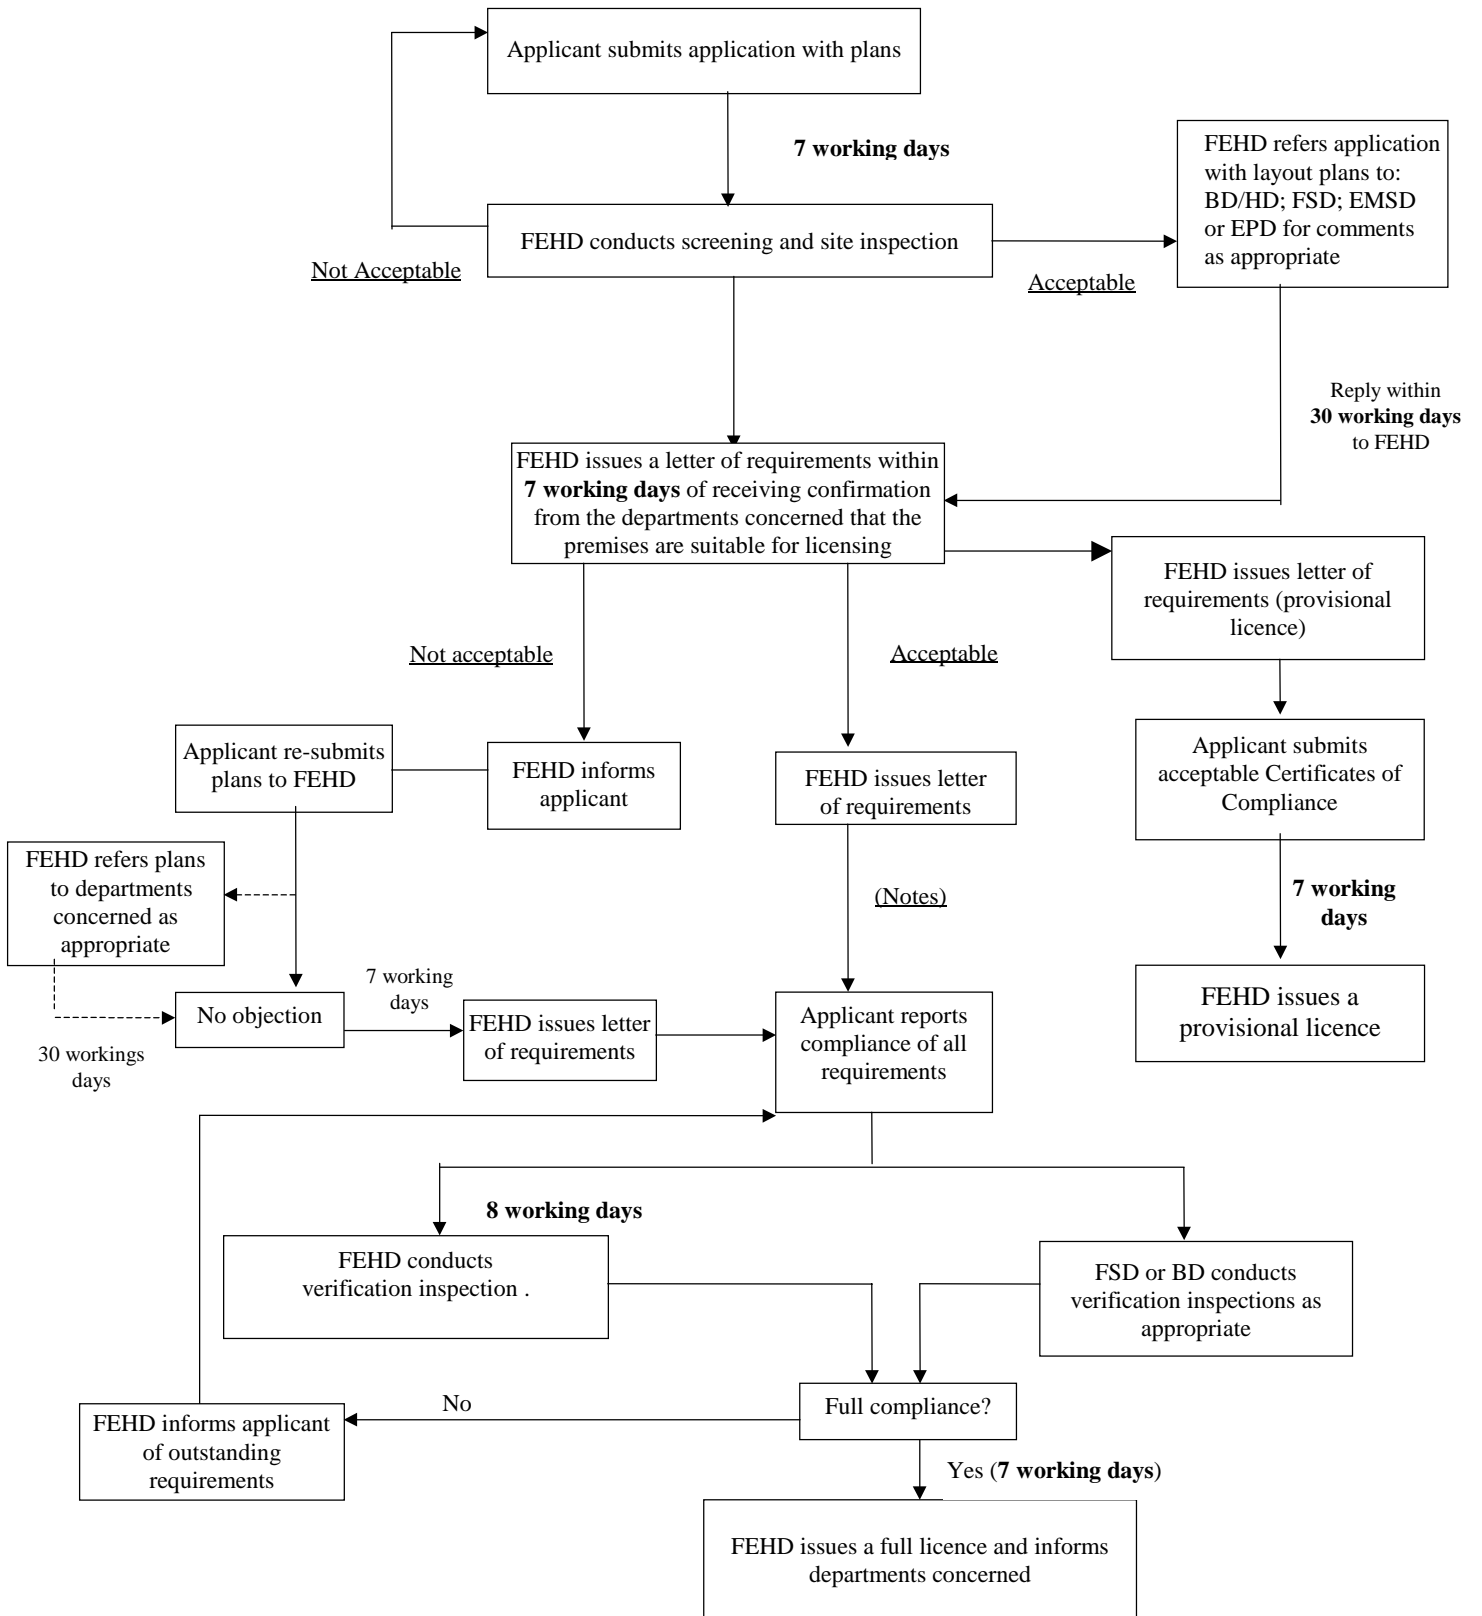 Applicant submits application with plans
7 working days
FEHD refers application
with layout plans to:
BD/HD; FSD; EMSD
or EPD for comments
as appropriate
FEHD conducts screening and site inspection
Not Acceptable
Acceptable
Reply within
30 working days
to FEHD
FEHD issues a letter of requirements within
7 working days of receiving confirmation
from the departments concerned that the
premises are suitable for licensing
FEHD issues letter of
requirements (provisional
licence)
Not acceptable
Acceptable
Applicant re-submits
plans to FEHD
FEHD informs
applicant
FEHD issues letter
of requirements
Applicant submits
acceptable Certificates of
Compliance
FEHD refers plans
to departments
concerned as
appropriate
(Notes)
7 working
days
No objection
30 workings
days
7 working
days
FEHD issues letter
of requirements
Applicant reports
compliance of all
requirements
FEHD issues a
provisional licence
8 working days
FEHD conducts
verification inspection .
FSD or BD conducts
verification inspections as
appropriate
Full compliance?
No
FEHD informs applicant
of outstanding
requirements
Yes (7 working days)
FEHD issues a full licence and informs
departments concerned